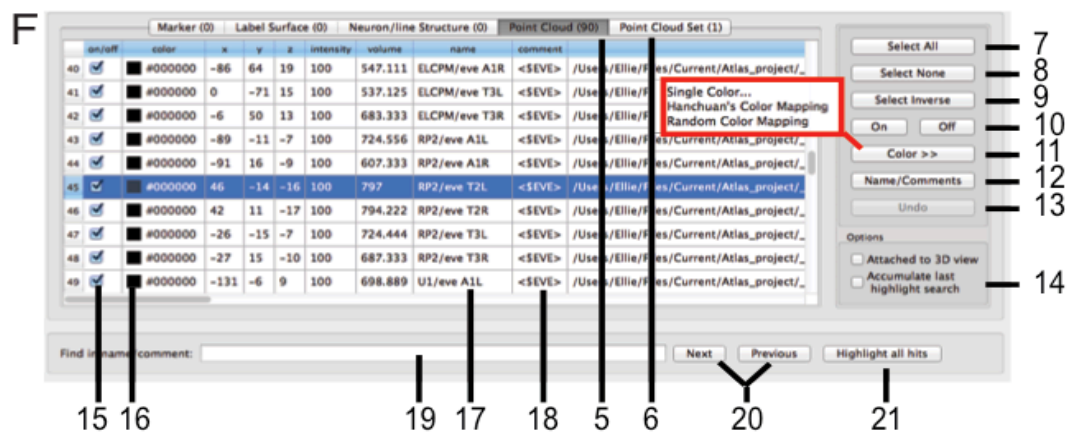 F
Marker (0) Label Surface (0) Neuron/line Structure (0) Point Cloud (90) Point Cloud Set (1)
on/off color x y z intensity volume name comment
40 #000000 -86 64 19 100 547.111 ELCPM/eve A1R <$EVE> /Users/Ellie/Files/Current/Atlas_project/_
41 #000000 0 -71 15 100 537.125 ELCPM/eve T3L <$EVE> /Users/Ellie/F
42 #000000 -6 50 13 100 683.333 ELCPM/eve T3R <$EVE> /Users/Ellie/F
43 #000000 -89 -11 -7 100 724.556 RP2/eve A1L <$EVE> /Users/Ellie/Files/Current/Atlas_project/_
44 #000000 -91 16 -9 100 607.333 RP2/eve A1R <$EVE> /Users/Ellie/Files/Current/Atlas_project/_
45 #000000 46 -14 -16 100 797 RP2/eve T2L <$EVE> /Users/Ellie/Files/Current/Atlas_project/_
46 #000000 42 11 -17 100 794.222 RP2/eve T2R <$EVE> /Users/Ellie/Files/Current/Atlas_project/_
47 #000000 -26 -15 -7 100 724.444 RP2/eve T3L <$EVE> /Users/Ellie/Files/Current/Atlas_project/_
48 #000000 -27 15 -10 100 687.333 RP2/eve T3R <$EVE> /Users/Ellie/Files/Current/Atlas_project/_
49 #000000 -131 -6 9 100 698.889 U1/eve A1L <$EVE> /Users/Ellie/Files/Current/Atlas_project/_
Single Color...
Hanchuan's Color Mapping
Random Color Mapping
Select All 7
Select None 8
Select Inverse 9
On Off 10
Color >> 11
Name/Comments 12
Undo 13
Options
Attached to 3D view
Accumulate last
highlight search 14
Find in name/comment: Next Previous Highlight all hits
15 16 19 17 18 5 6 20 21